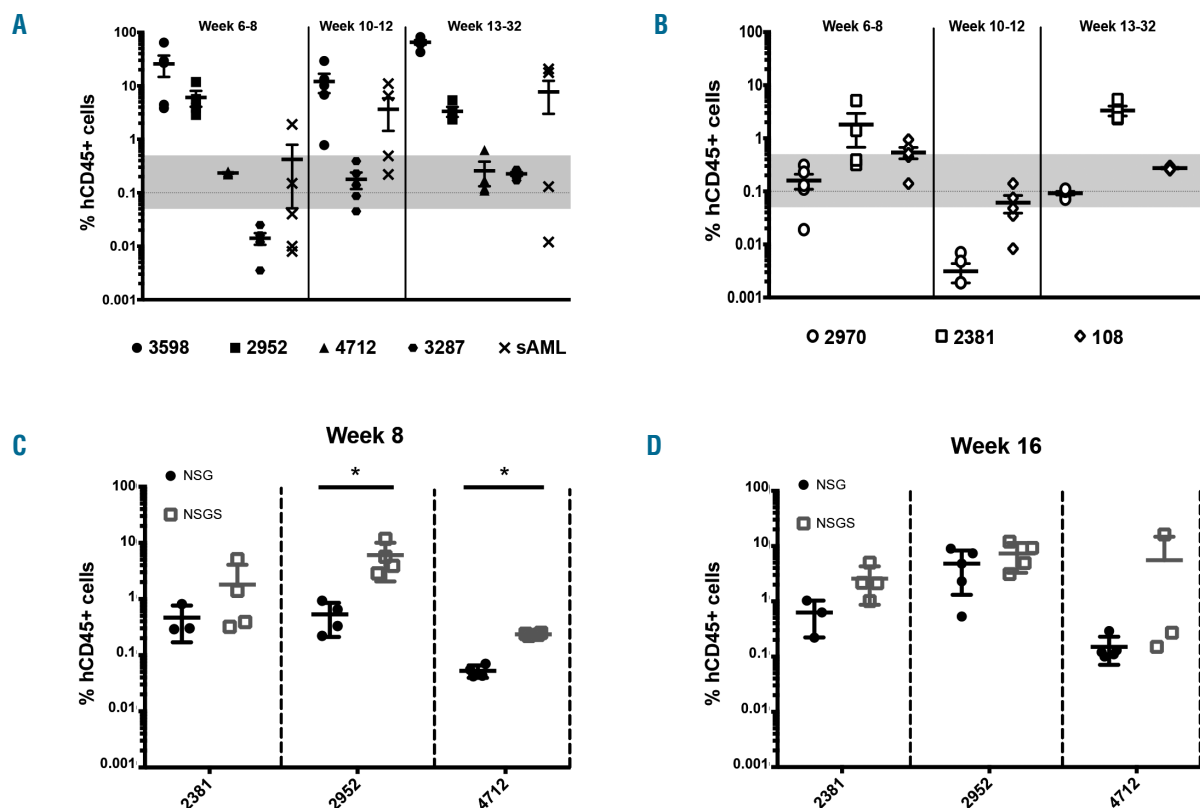 A
Week 6-8 Week 10-12 Week 13-32
% hCD45+ cells
100
10
1
0.1
0.01
0.001
3598 2952 4712 3287 sAML
B
Week 6-8 Week 10-12 Week 13-32
% hCD45+ cells
100
10
1
0.1
0.01
0.001
2970 2381 108
C
Week 8
NSG
NSGS
* *
% hCD45+ cells
100
10
1
0.1
0.01
0.001
2381 2952 4712
D
Week 16
NSG
NSGS
% hCD45+ cells
100
10
1
0.1
0.01
0.001
2381 2952 4712